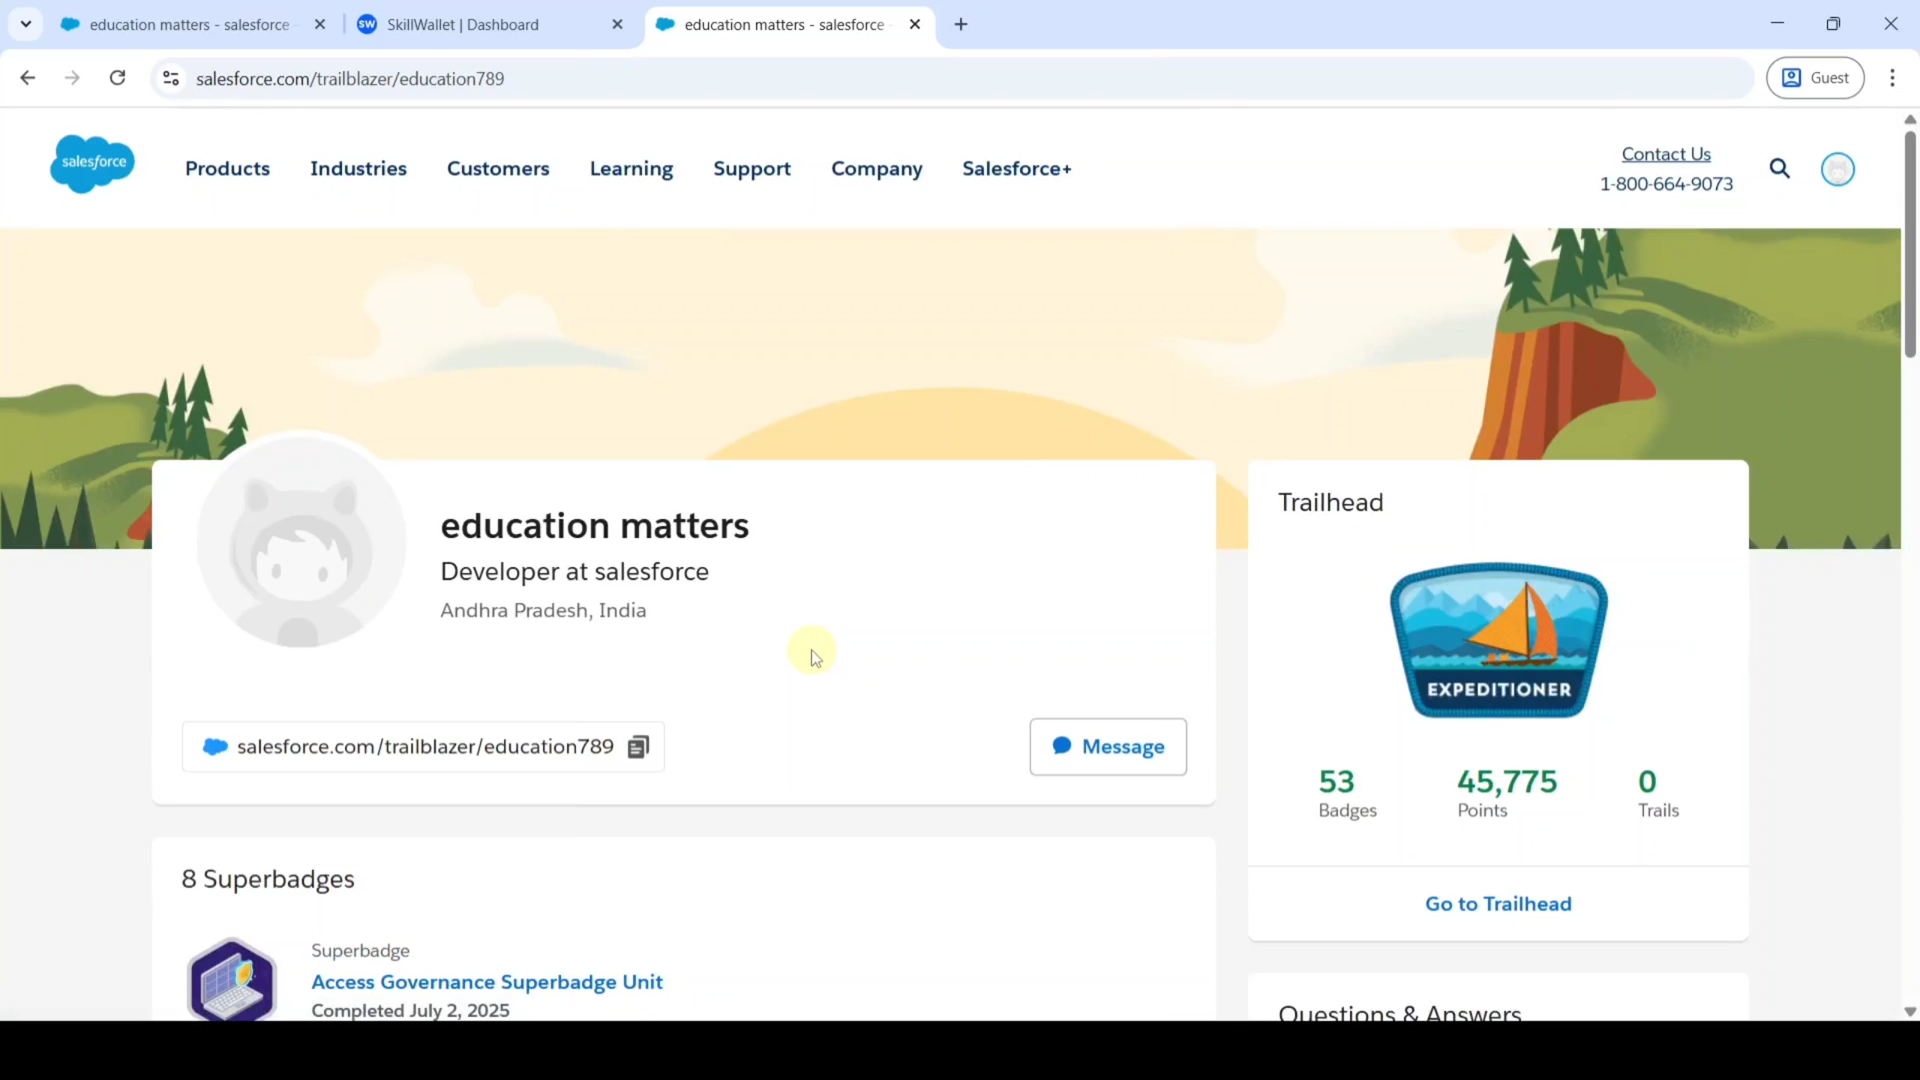 education matters - salesforce
SkillWallet | Dashboard
education matters - salesforce
salesforce.com/trailblazer/education789
Guest
salesforce
Products
Industries
Customers
Learning
Support
Company
Salesforce+
Contact Us
1-800-664-9073
education matters
Developer at salesforce
Andhra Pradesh, India
salesforce.com/trailblazer/education789
Message
Trailhead
EXPEDITIONER
53
Badges
45,775
Points
0
Trails
Go to Trailhead
8 Superbadges
Superbadge
Access Governance Superbadge Unit
Completed July 2, 2025
Questions & Answers